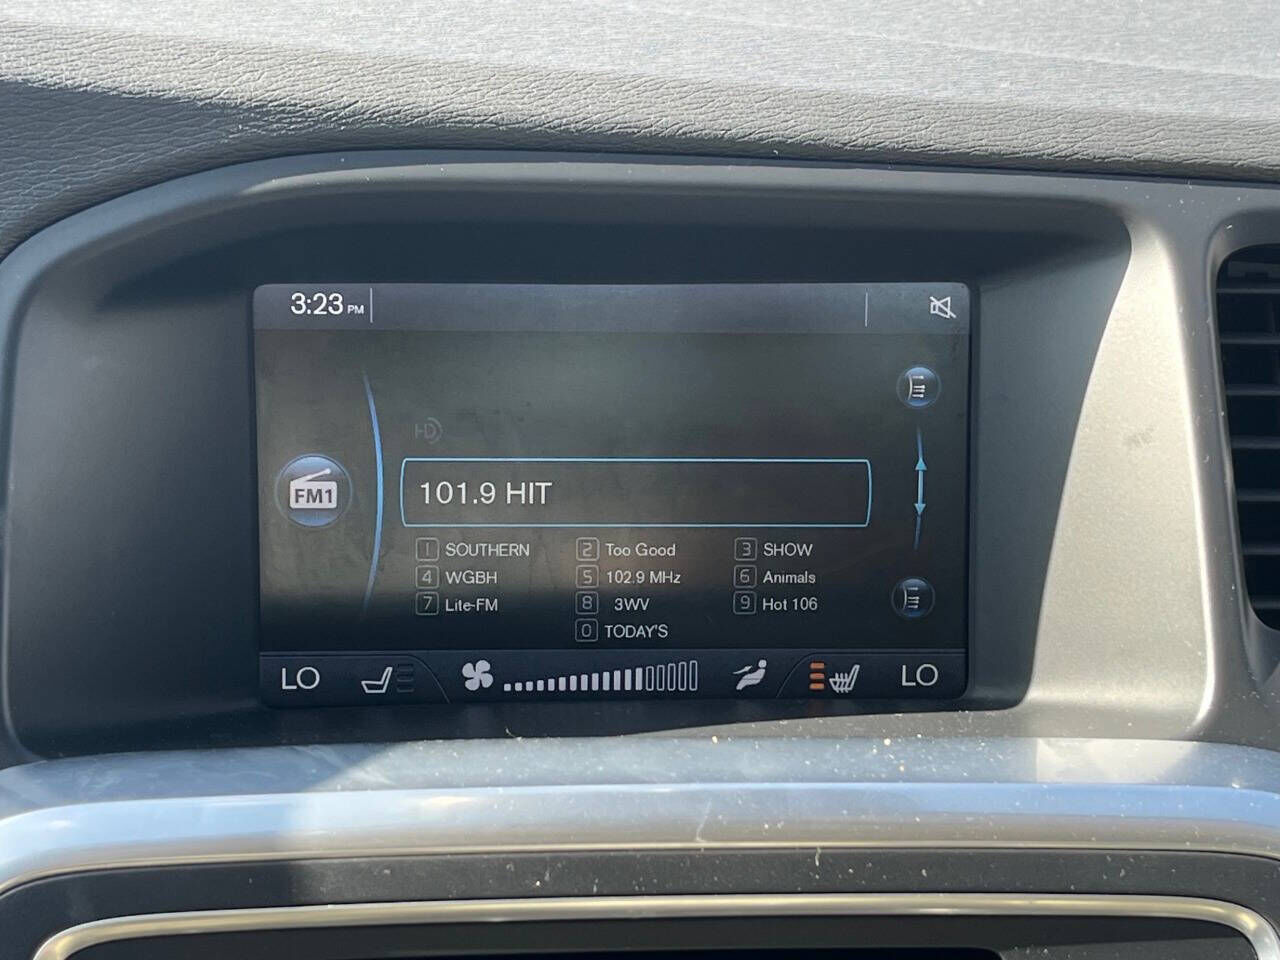 3:23 PM
HD
FM1
101.9 HIT
1 SOUTHERN 2 Too Good 3 SHOW
4 WGBH 5 102.9 MHz 6 Animals
7 Lite-FM 8 3WV 9 Hot 106
0 TODAY'S
LO LO